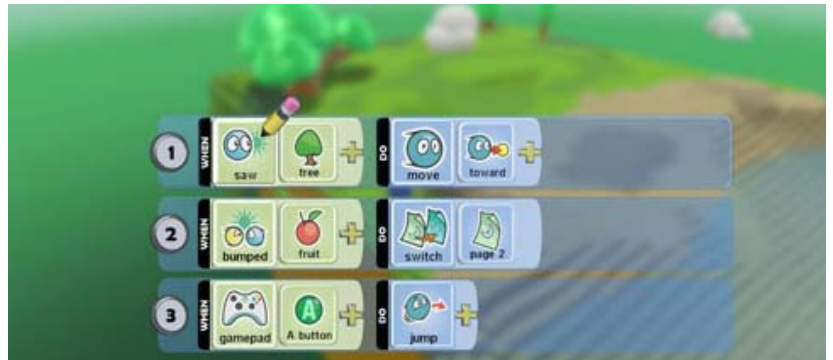 1 WHEN saw tree DO move toward
2 WHEN bumped fruit DO switch page 2
3 WHEN gamepad A A button DO jump